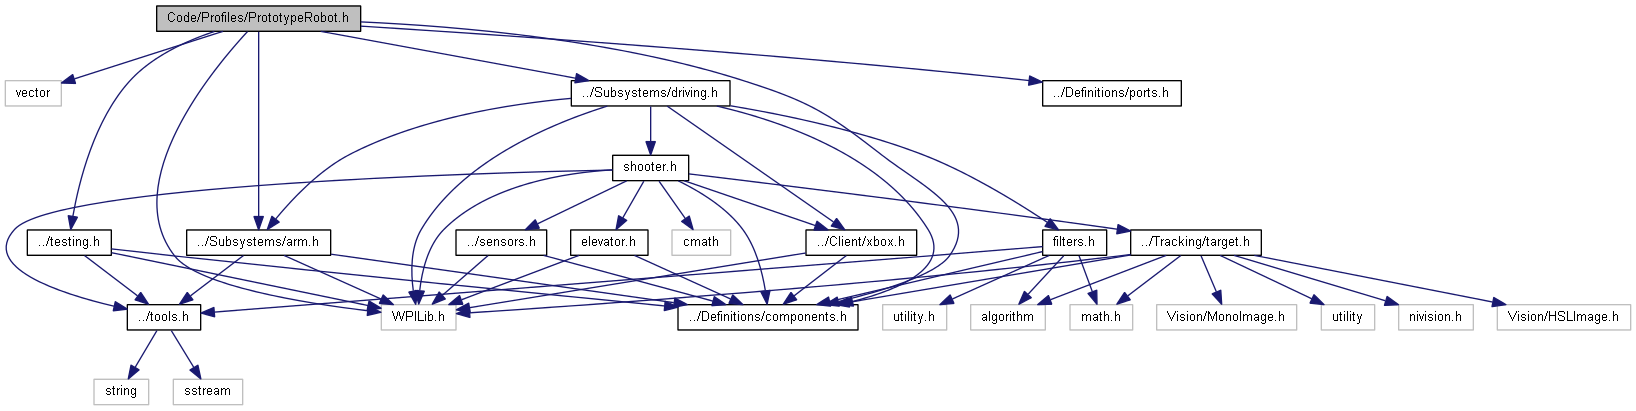 Code/Profiles/PrototypeRobot.h
vector
../Subsystems/driving.h
../Definitions/ports.h
shooter.h
../testing.h
../Subsystems/arm.h
../sensors.h
elevator.h
cmath
../Client/xbox.h
filters.h
../Tracking/target.h
../tools.h
WPILib.h
../Definitions/components.h
utility.h
algorithm
math.h
Vision/MonoImage.h
utility
nivision.h
Vision/HSLImage.h
string
sstream